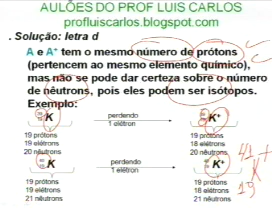 AULÕES DO PROF LUIS CARLOS
profluiscarlos.blogspot.com
. Solução: letra d
A e A⁺ tem o mesmo número de prótons
(pertencem ao mesmo elemento químico),
mas não se pode dar certeza sobre o número
de nêutrons, pois eles podem ser isótopos.
Exemplo:
K perdendo 1 elétron K⁺
19 prótons 19 prótons
19 elétrons 18 elétrons
20 nêutrons 20 nêutrons
K perdendo 1 elétron K⁺
19 prótons 19 prótons
19 elétrons 18 elétrons
21 nêutrons 21 nêutrons
41 +
K
19